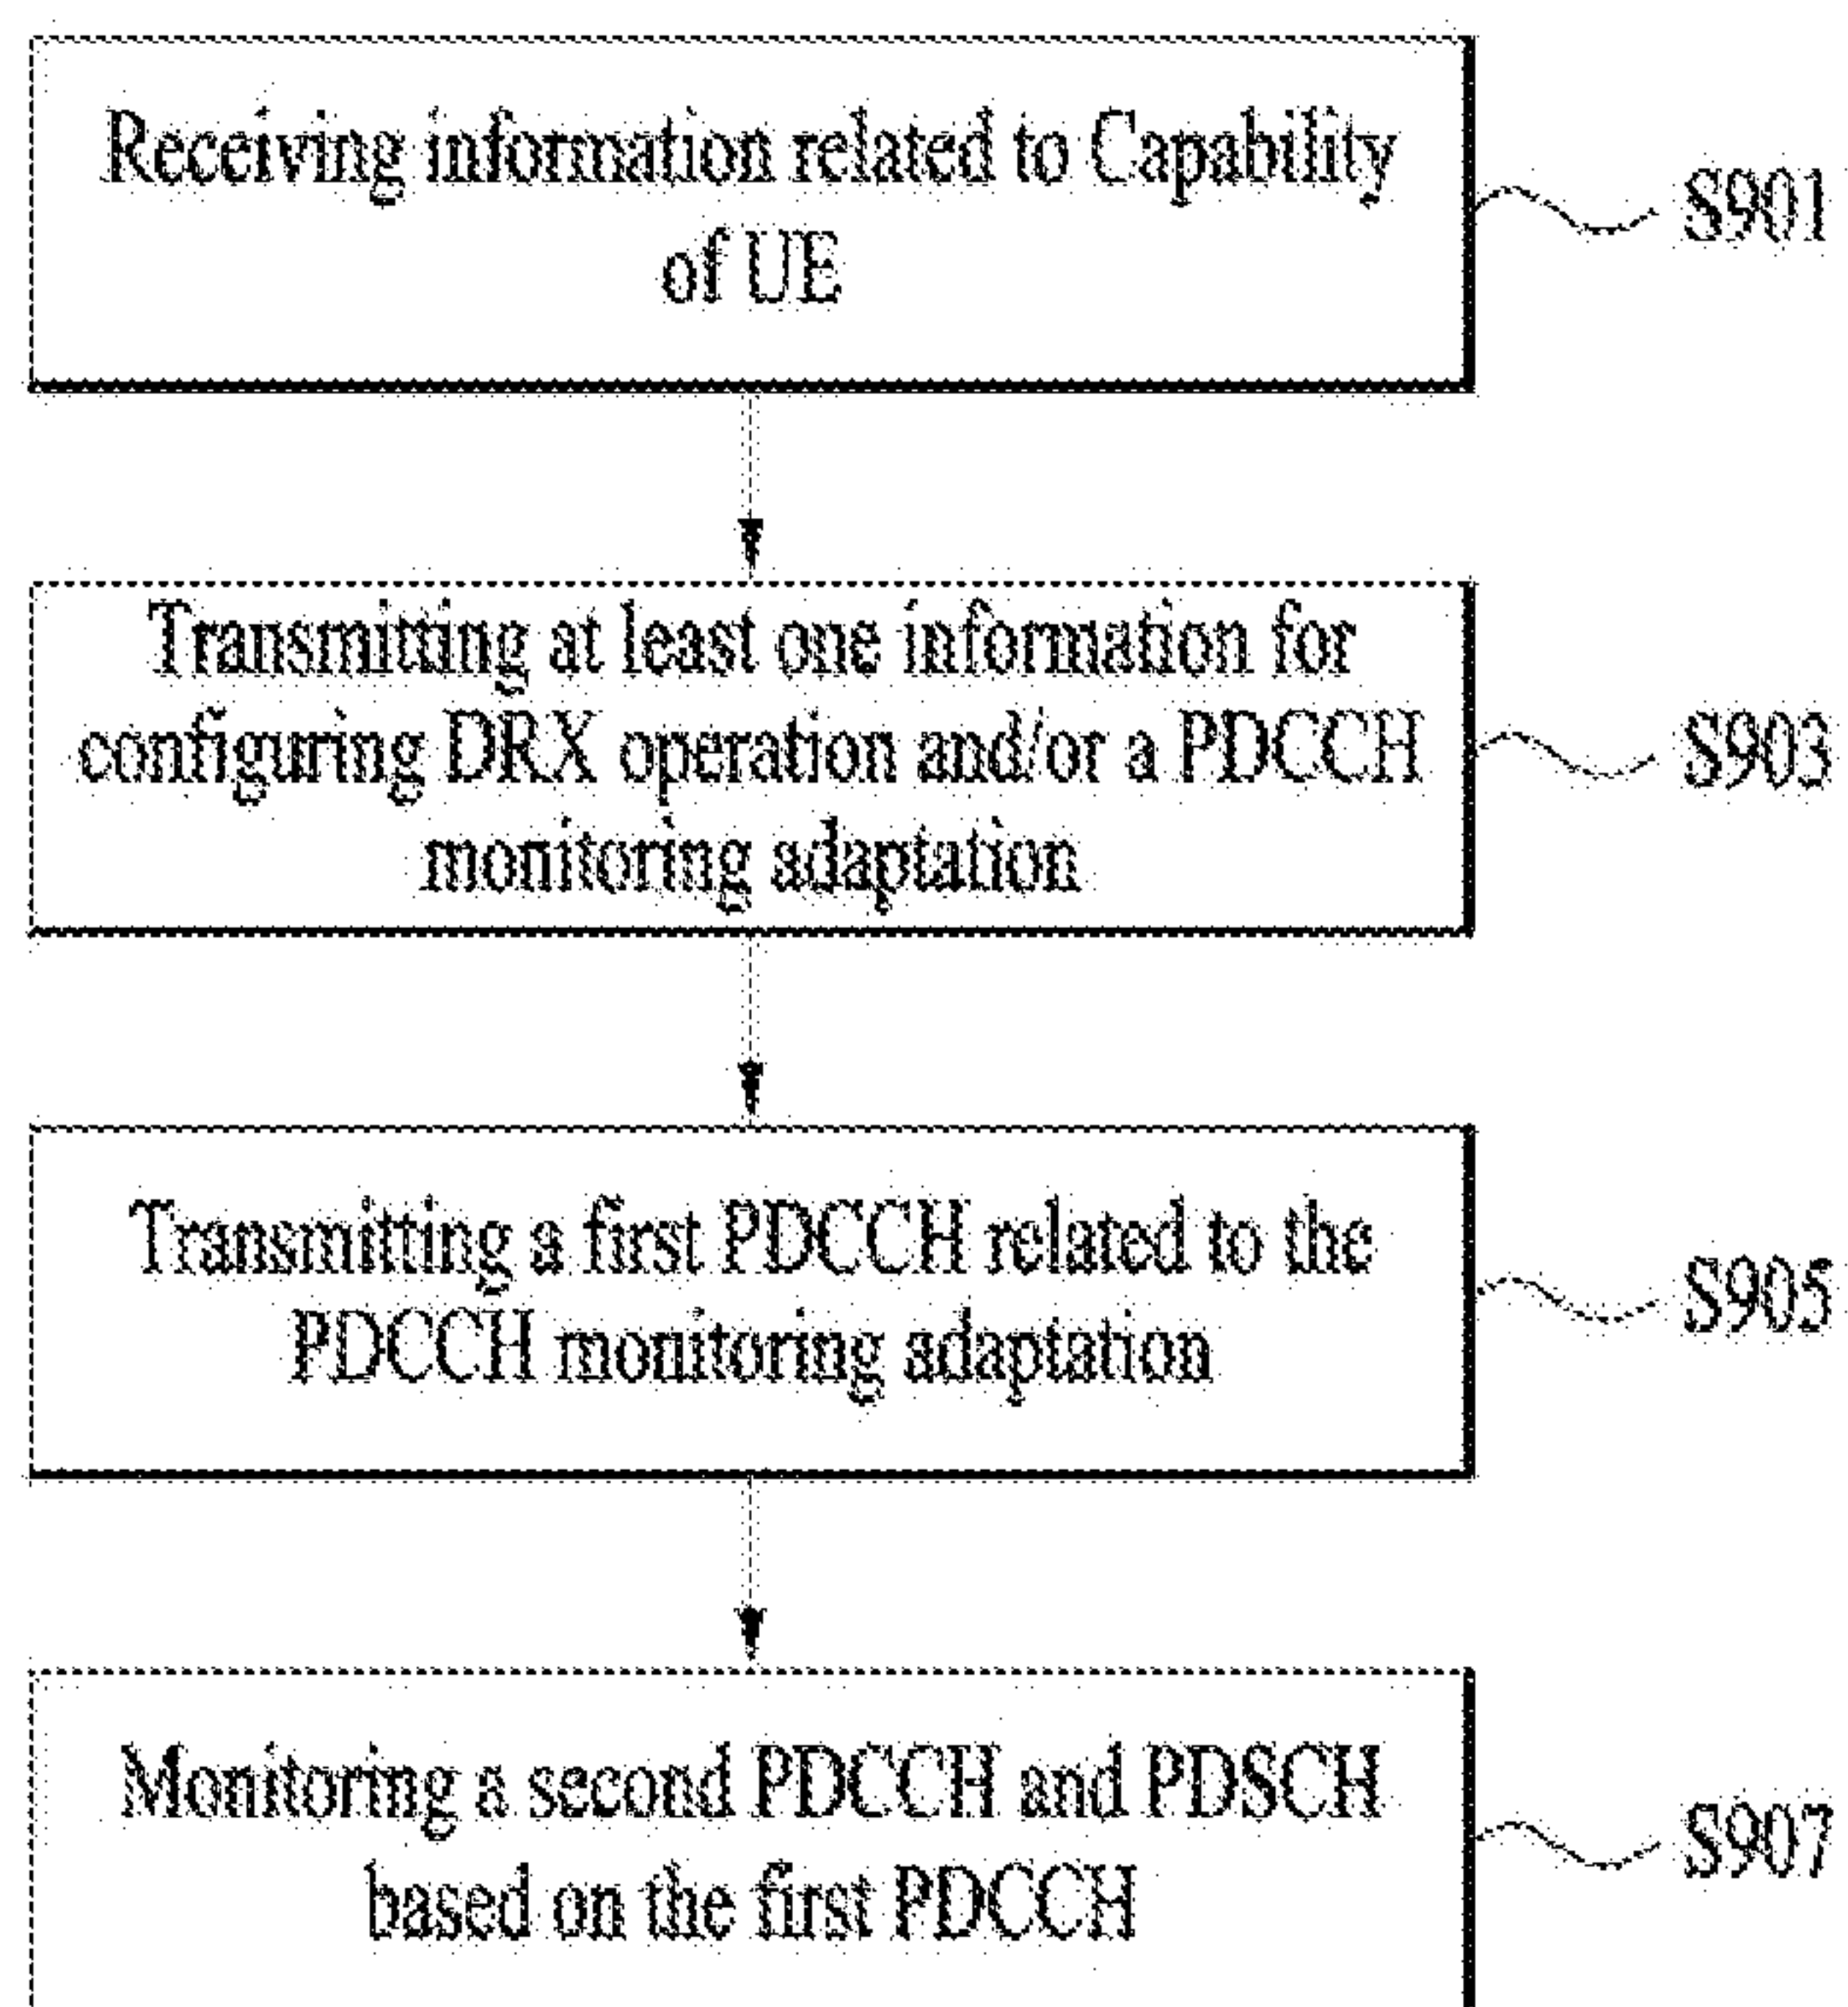 Receiving information related to Capability
of UE
S901
Transmitting at least one information for
configuring DRX operation and/or a PDCCH
monitoring adaptation
S903
Transmitting a first PDCCH related to the
PDCCH monitoring adaptation
S905
Monitoring a second PDCCH and PDSCH
based on the first PDCCH
S907